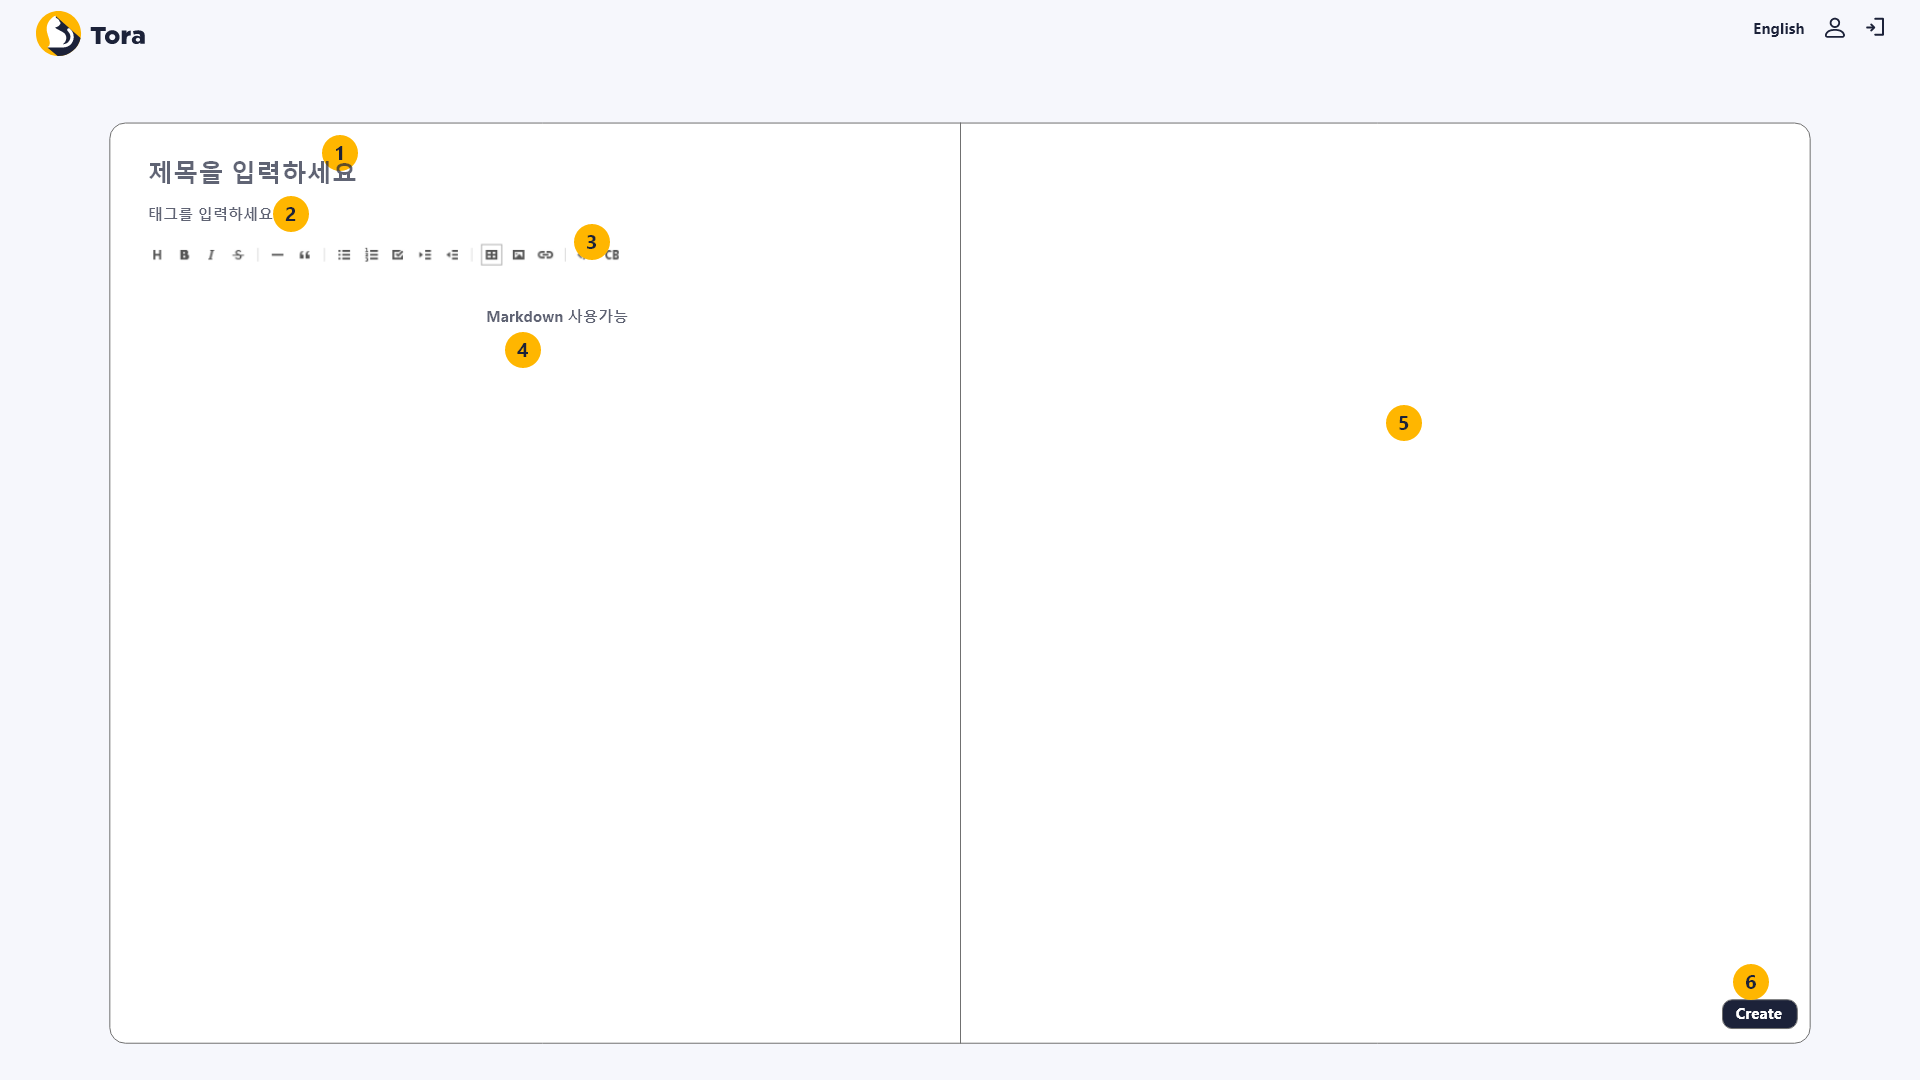 Tora
English
1
제목을 입력하세요
태그를 입력하세요
2
3
H B I S CB
Markdown 사용가능
4
5
6
Create